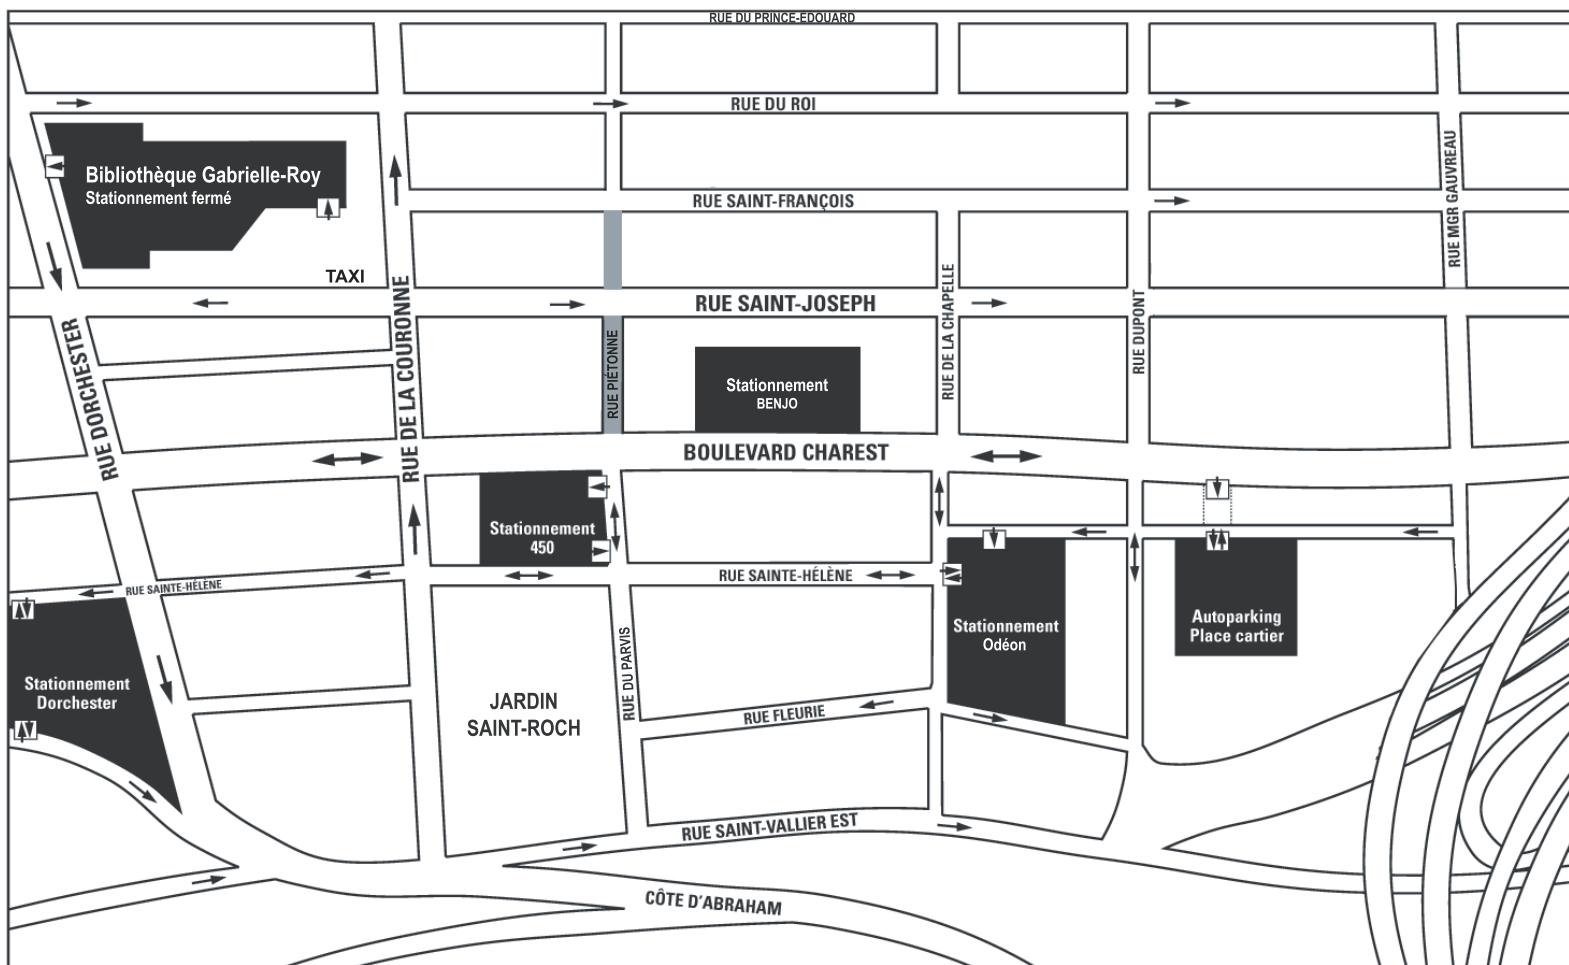 RUE DU PRINCE-EDOUARD
RUE DU ROI
Bibliothèque Gabrielle-Roy
Stationnement fermé
RUE SAINT-FRANÇOIS
RUE MGR GAUVREAU
TAXI
RUE SAINT-JOSEPH
RUE DORCHESTER
RUE DE LA COURONNE
RUE PIÉTONNE
RUE DE LA CHAPELLE
RUE DUPONT
Stationnement
BENJO
BOULEVARD CHAREST
Stationnement
450
RUE SAINTE-HÉLÈNE
RUE SAINTE-HÉLÈNE
Stationnement
Odéon
Autoparking
Place cartier
Stationnement
Dorchester
JARDIN
SAINT-ROCH
RUE DU PARVIS
RUE FLEURIE
RUE SAINT-VALLIER EST
CÔTE D'ABRAHAM